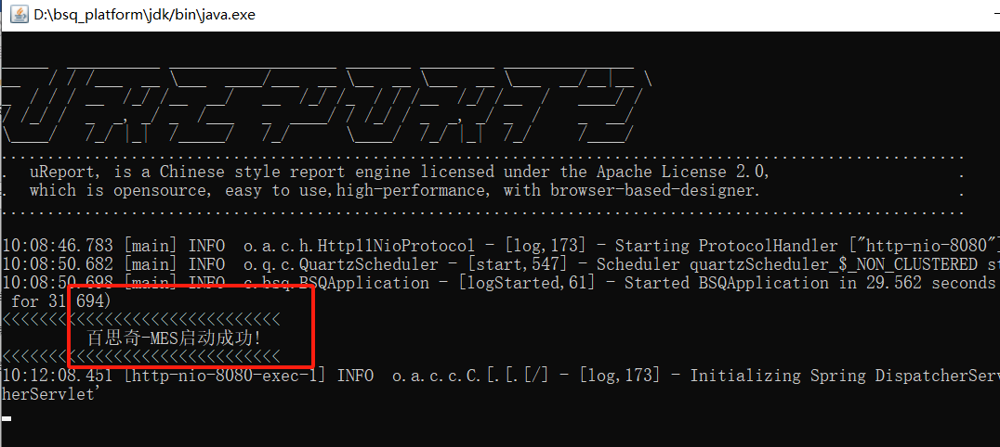 D:\bsq_platform\jdk/bin\java.exe
. uReport, is a Chinese style report engine licensed under the Apache License 2.0, .
. which is opensource, easy to use,high-performance, with browser-based-designer. .
10:08:46.783 [main] INFO o.a.c.h.Http11NioProtocol - [log,173] - Starting ProtocolHandler ["http-nio-8080"]
10:08:50.682 [main] INFO o.q.c.QuartzScheduler - [start,547] - Scheduler quartzScheduler_$_NON_CLUSTERED st
10:08:50.698 [main] INFO c.bsq.BSQApplication - [logStarted,61] - Started BSQApplication in 29.562 seconds
for 31.694)
<<<<<<<<<<<<<<<<<<<<<<<<<<<<<<
百思奇-MES启动成功!
<<<<<<<<<<<<<<<<<<<<<<<<<<<<<<
10:12:08.451 [http-nio-8080-exec-1] INFO o.a.c.c.C.[.[.[/] - [log,173] - Initializing Spring DispatcherServ
herServlet'